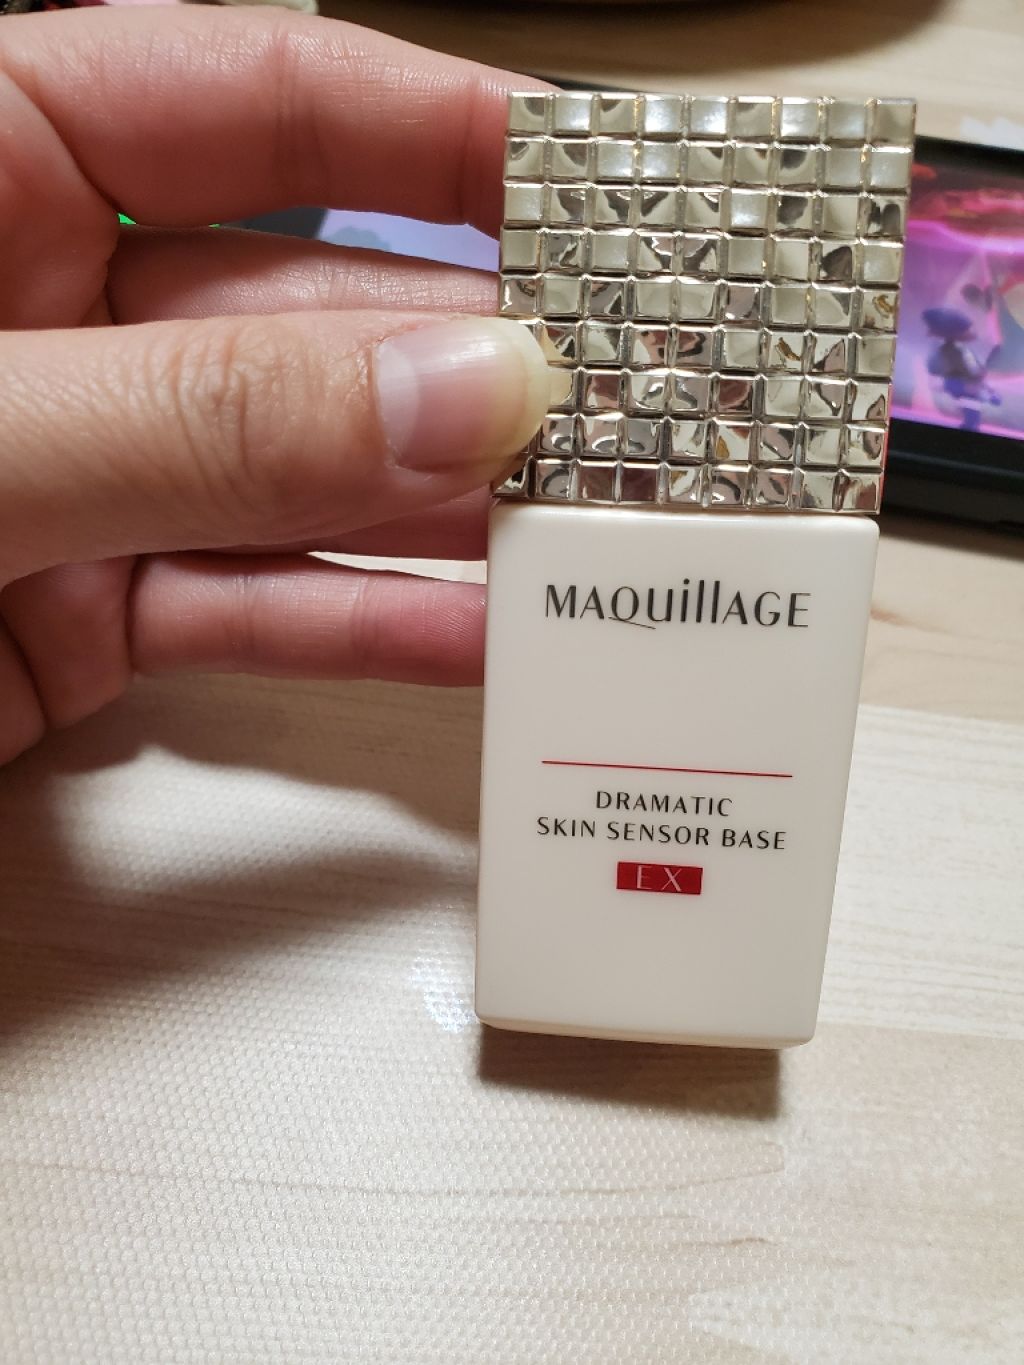 MAQuillAGE
DRAMATIC
SKIN SENSOR BASE
EX